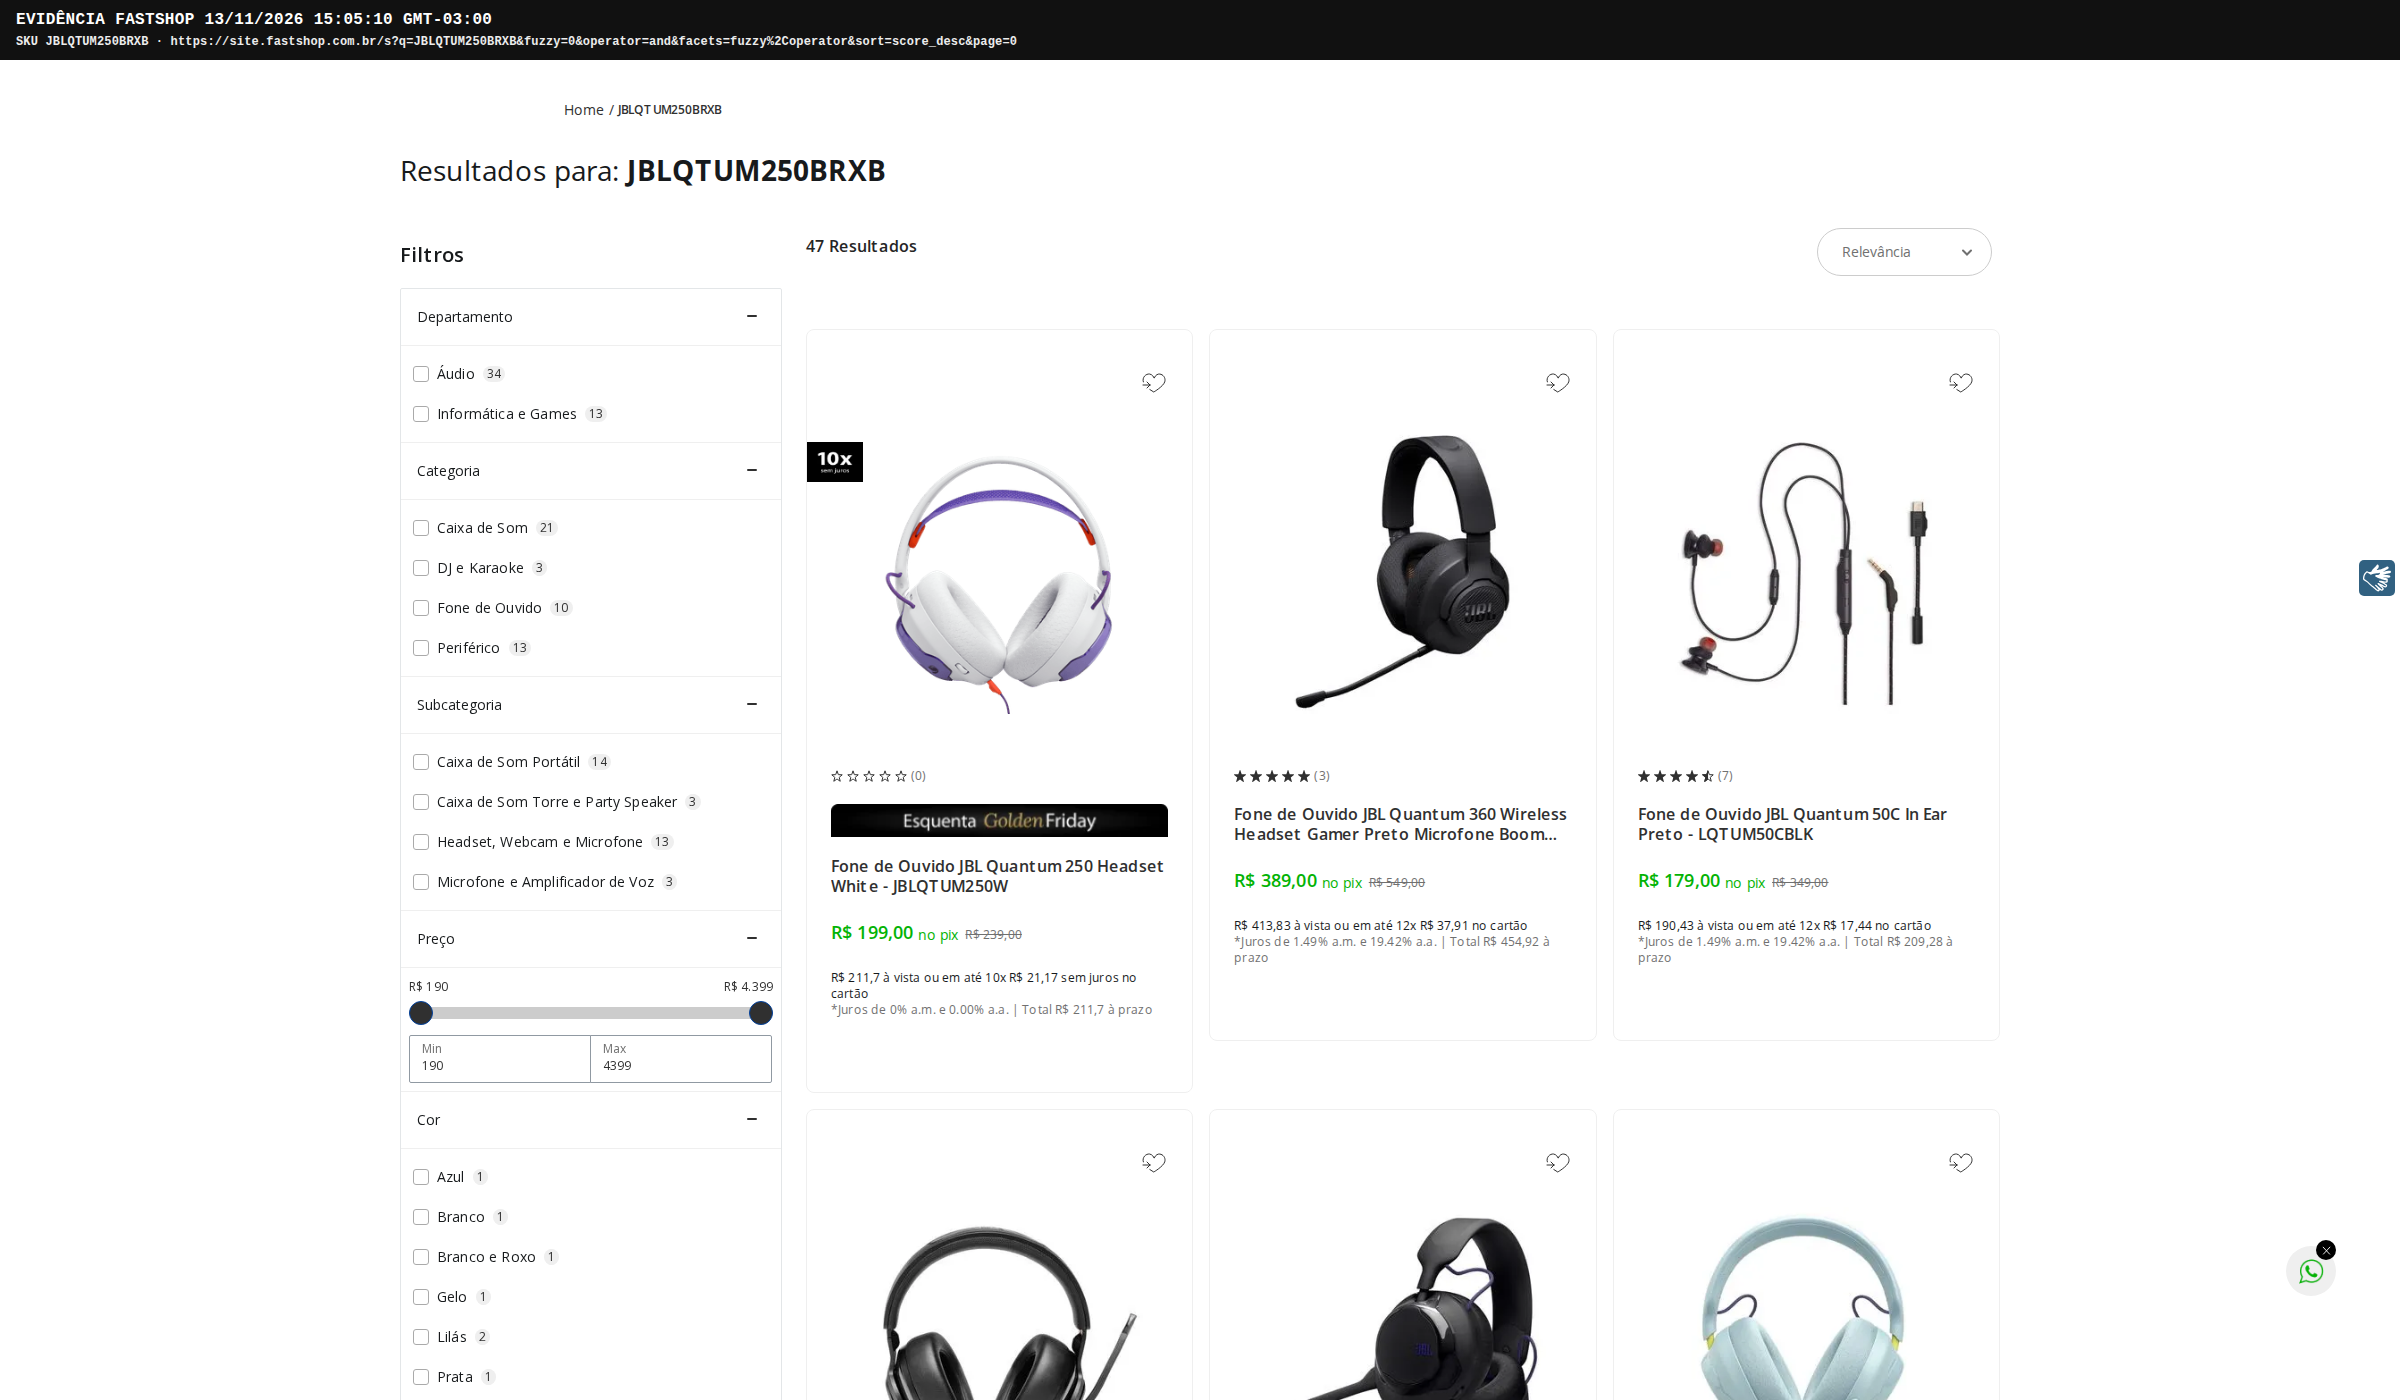 EVIDÊNCIA FASTSHOP 13/11/2026 15:05:10 GMT-03:00
SKU JBLQTUM250BRXB · https://site.fastshop.com.br/s?q=JBLQTUM250BRXB&fuzzy=0&operator=and&facets=fuzzy%2Coperator&sort=score_desc&page=0
Home / JBLQTUM250BRXB
Resultados para: JBLQTUM250BRXB
Filtros
47 Resultados
Relevância
Departamento
Áudio 34
Informática e Games 13
Categoria
Caixa de Som 21
DJ e Karaoke 3
Fone de Ouvido 10
Periférico 13
Subcategoria
Caixa de Som Portátil 14
Caixa de Som Torre e Party Speaker 3
Headset, Webcam e Microfone 13
Microfone e Amplificador de Voz 3
Preço
R$ 190 R$ 4.399
Min Max
190 4399
Cor
Azul 1
Branco 1
Branco e Roxo 1
Gelo 1
Lilás 2
Prata 1
10x
sem juros
(0)
Esquenta Golden Friday
Fone de Ouvido JBL Quantum 250 Headset
White - JBLQTUM250W
R$ 199,00 no pix R$ 239,00
R$ 211,7 à vista ou em até 10x R$ 21,17 sem juros no
cartão
*Juros de 0% a.m. e 0.00% a.a. | Total R$ 211,7 à prazo
JBL
(3)
Fone de Ouvido JBL Quantum 360 Wireless
Headset Gamer Preto Microfone Boom...
R$ 389,00 no pix R$ 549,00
R$ 413,83 à vista ou em até 12x R$ 37,91 no cartão
*Juros de 1.49% a.m. e 19.42% a.a. | Total R$ 454,92 à
prazo
(7)
Fone de Ouvido JBL Quantum 50C In Ear
Preto - LQTUM50CBLK
R$ 179,00 no pix R$ 349,00
R$ 190,43 à vista ou em até 12x R$ 17,44 no cartão
*Juros de 1.49% a.m. e 19.42% a.a. | Total R$ 209,28 à
prazo
JBL